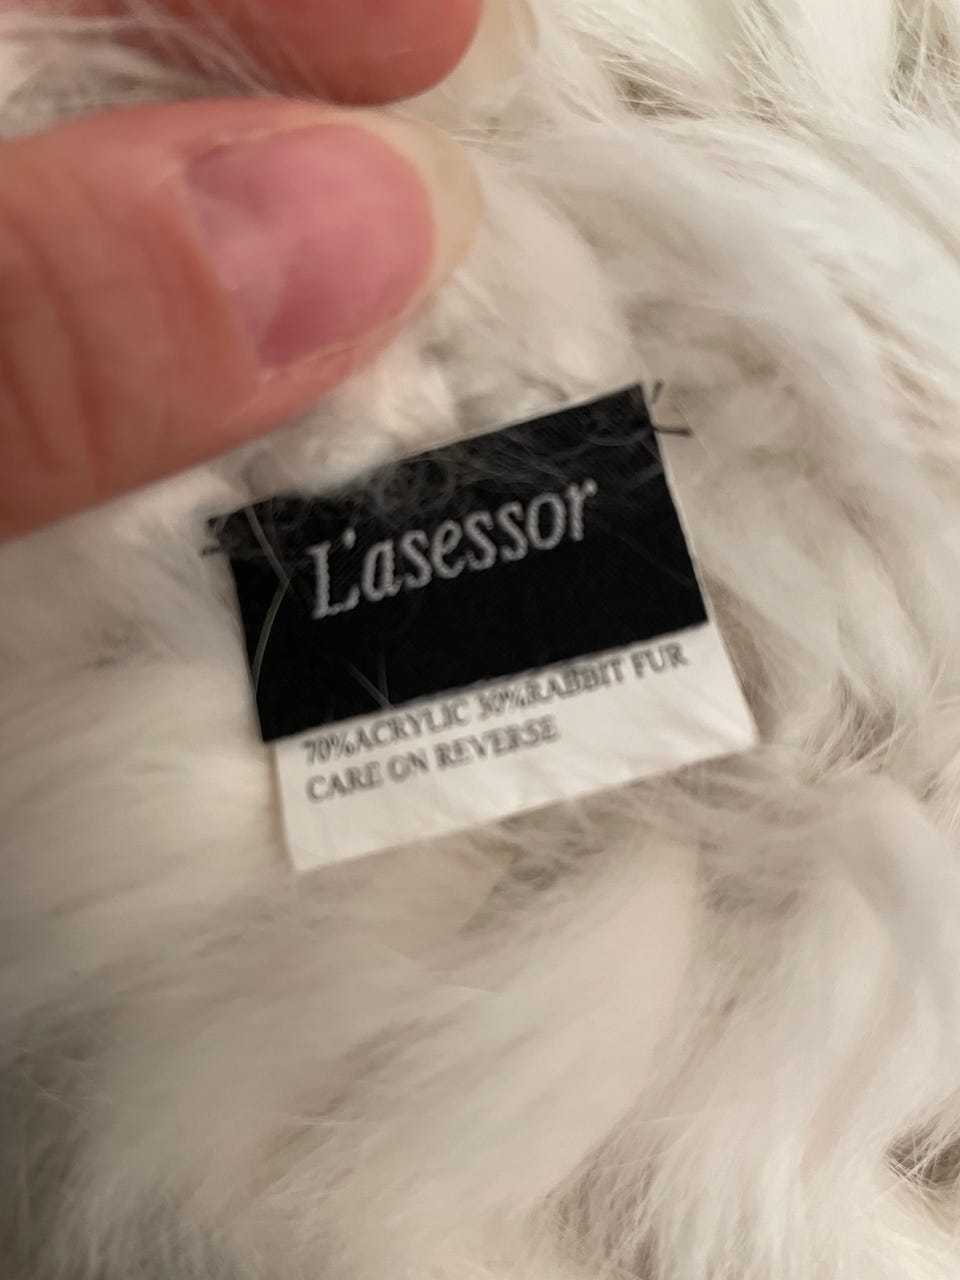 L'asessor
70%ACRYLIC 30%RABBIT FUR
CARE ON REVERSE